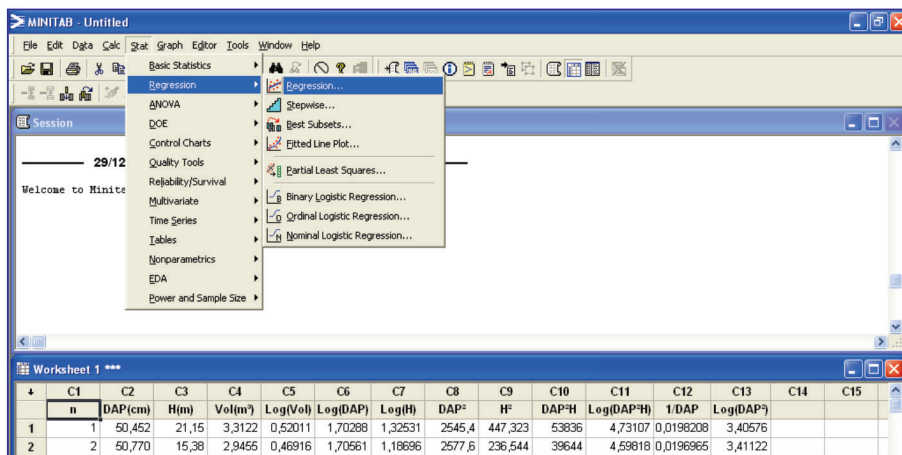 MINITAB - Untitled
File Edit Data Calc Stat Graph Editor Tools Window Help
Basic Statistics
Regression
ANOVA
DOE
Control Charts
Quality Tools
Reliability/Survival
Multivariate
Time Series
Tables
Nonparametrics
EDA
Power and Sample Size
Regression...
Stepwise...
Best Subsets...
Fitted Line Plot...
Partial Least Squares...
Binary Logistic Regression...
Ordinal Logistic Regression...
Nominal Logistic Regression...
Session
29/12
Welcome to Minita
Worksheet 1 ***
C1 C2 C3 C4 C5 C6 C7 C8 C9 C10 C11 C12 C13 C14 C15
n DAP(cm) H(m) Vol(m³) Log(Vol) Log(DAP) Log(H) DAP² H² DAP²H Log(DAP²H) 1/DAP Log(DAP²)
1 1 50,452 21,15 3,3122 0,52011 1,70288 1,32531 2545,4 447,323 53836 4,73107 0,0198208 3,40576
2 2 50,770 15,38 2,9455 0,46916 1,70561 1,18696 2577,6 236,544 39644 4,59818 0,0196965 3,41122